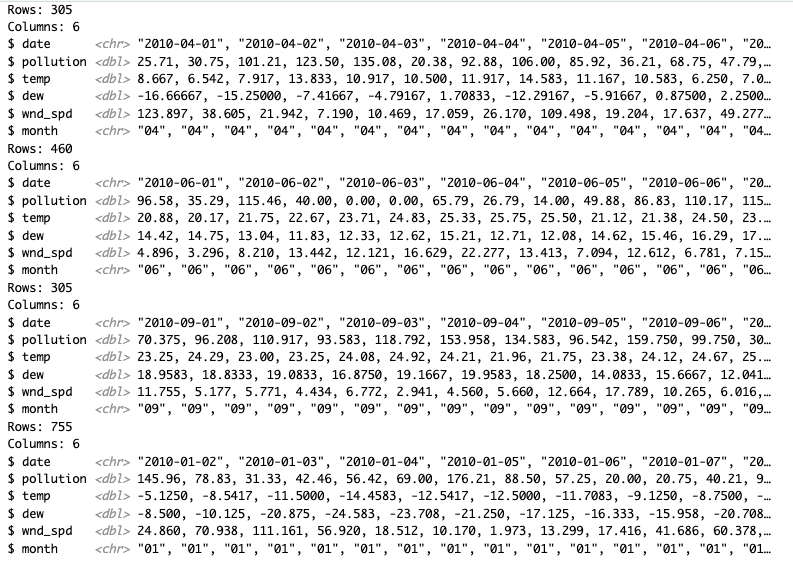 Rows: 305
Columns: 6
$ date <chr> "2010-04-01", "2010-04-02", "2010-04-03", "2010-04-04", "2010-04-05", "2010-04-06", "20…
$ pollution <dbl> 25.71, 30.75, 101.21, 123.50, 135.08, 20.38, 92.88, 106.00, 85.92, 36.21, 68.75, 47.79,…
$ temp <dbl> 8.667, 6.542, 7.917, 13.833, 10.917, 10.500, 11.917, 14.583, 11.167, 10.583, 6.250, 7.0…
$ dew <dbl> -16.66667, -15.25000, -7.41667, -4.79167, 1.70833, -12.29167, -5.91667, 0.87500, 2.2500…
$ wnd_spd <dbl> 123.897, 38.605, 21.942, 7.190, 10.469, 17.059, 26.170, 109.498, 19.204, 17.637, 49.277…
$ month <chr> "04", "04", "04", "04", "04", "04", "04", "04", "04", "04", "04", "04", "04", "04", "04…
Rows: 460
Columns: 6
$ date <chr> "2010-06-01", "2010-06-02", "2010-06-03", "2010-06-04", "2010-06-05", "2010-06-06", "20…
$ pollution <dbl> 96.58, 35.29, 115.46, 40.00, 0.00, 0.00, 65.79, 26.79, 14.00, 49.88, 86.83, 110.17, 115…
$ temp <dbl> 20.88, 20.17, 21.75, 22.67, 23.71, 24.83, 25.33, 25.75, 25.50, 21.12, 21.38, 24.50, 23.…
$ dew <dbl> 14.42, 14.75, 13.04, 11.83, 12.33, 12.62, 15.21, 12.71, 12.08, 14.62, 15.46, 16.29, 17.…
$ wnd_spd <dbl> 4.896, 3.296, 8.210, 13.442, 12.121, 16.629, 22.277, 13.413, 7.094, 12.612, 6.781, 7.15…
$ month <chr> "06", "06", "06", "06", "06", "06", "06", "06", "06", "06", "06", "06", "06", "06", "06…
Rows: 305
Columns: 6
$ date <chr> "2010-09-01", "2010-09-02", "2010-09-03", "2010-09-04", "2010-09-05", "2010-09-06", "20…
$ pollution <dbl> 70.375, 96.208, 110.917, 93.583, 118.792, 153.958, 134.583, 96.542, 159.750, 99.750, 30…
$ temp <dbl> 23.25, 24.29, 23.00, 23.25, 24.08, 24.92, 24.21, 21.96, 21.75, 23.38, 24.12, 24.67, 25.…
$ dew <dbl> 18.9583, 18.8333, 19.0833, 16.8750, 19.1667, 19.9583, 18.2500, 14.0833, 15.6667, 12.041…
$ wnd_spd <dbl> 11.755, 5.177, 5.771, 4.434, 6.772, 2.941, 4.560, 5.660, 12.664, 17.789, 10.265, 6.016,…
$ month <chr> "09", "09", "09", "09", "09", "09", "09", "09", "09", "09", "09", "09", "09", "09", "09…
Rows: 755
Columns: 6
$ date <chr> "2010-01-02", "2010-01-03", "2010-01-04", "2010-01-05", "2010-01-06", "2010-01-07", "20…
$ pollution <dbl> 145.96, 78.83, 31.33, 42.46, 56.42, 69.00, 176.21, 88.50, 57.25, 20.00, 20.75, 40.21, 9…
$ temp <dbl> -5.1250, -8.5417, -11.5000, -14.4583, -12.5417, -12.5000, -11.7083, -9.1250, -8.7500, -…
$ dew <dbl> -8.500, -10.125, -20.875, -24.583, -23.708, -21.250, -17.125, -16.333, -15.958, -20.708…
$ wnd_spd <dbl> 24.860, 70.938, 111.161, 56.920, 18.512, 10.170, 1.973, 13.299, 17.416, 41.686, 60.378,…
$ month <chr> "01", "01", "01", "01", "01", "01", "01", "01", "01", "01", "01", "01", "01", "01", "01…